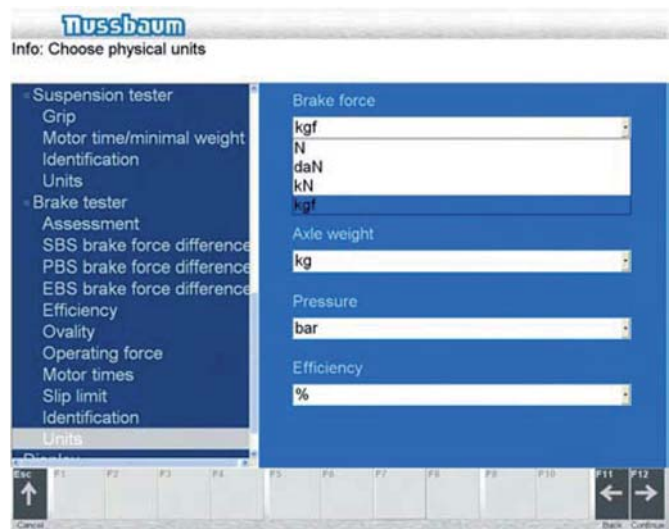 nussbaum
Info: Choose physical units
Suspension tester
Grip
Motor time/minimal weight
Identification
Units
Brake tester
Assessment
SBS brake force difference
PBS brake force difference
EBS brake force difference
Efficiency
Ovality
Operating force
Motor times
Slip limit
Identification
Units
Display
Brake force
kgf
N
daN
kN
kgf
Axle weight
kg
Pressure
bar
Efficiency
%
Esc F1 F2 F3 F4 F5 F6 F7 F8 F9 F10 F11 F12
Cancel Back Continue